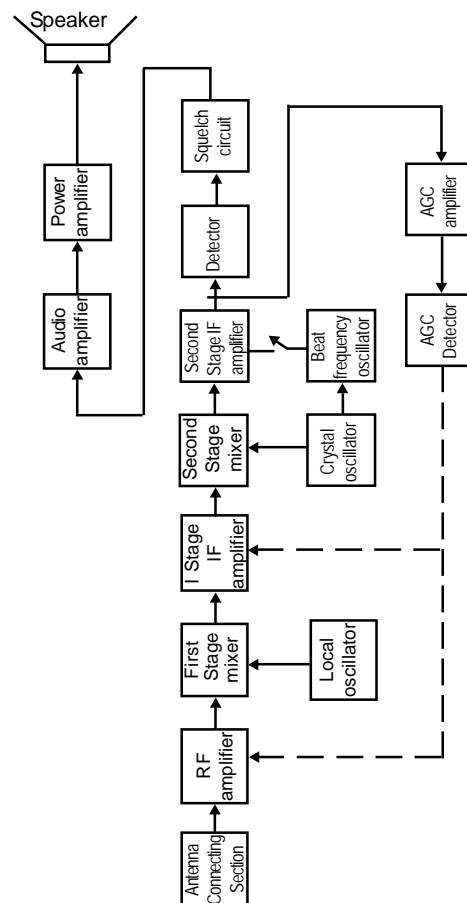 Speaker
Power
amplifier
Audio
amplifier
Squelch
circuit
Detector
Second
Stage IF
amplifier
Second
Stage
mixer
I Stage
IF
amplifier
First
Stage
mixer
RF
amplifier
Antenna
Connecting
Section
Beat
frequency
oscillator
Crystal
oscillator
Local
oscillator
AGC
amplifier
AGC
Detector